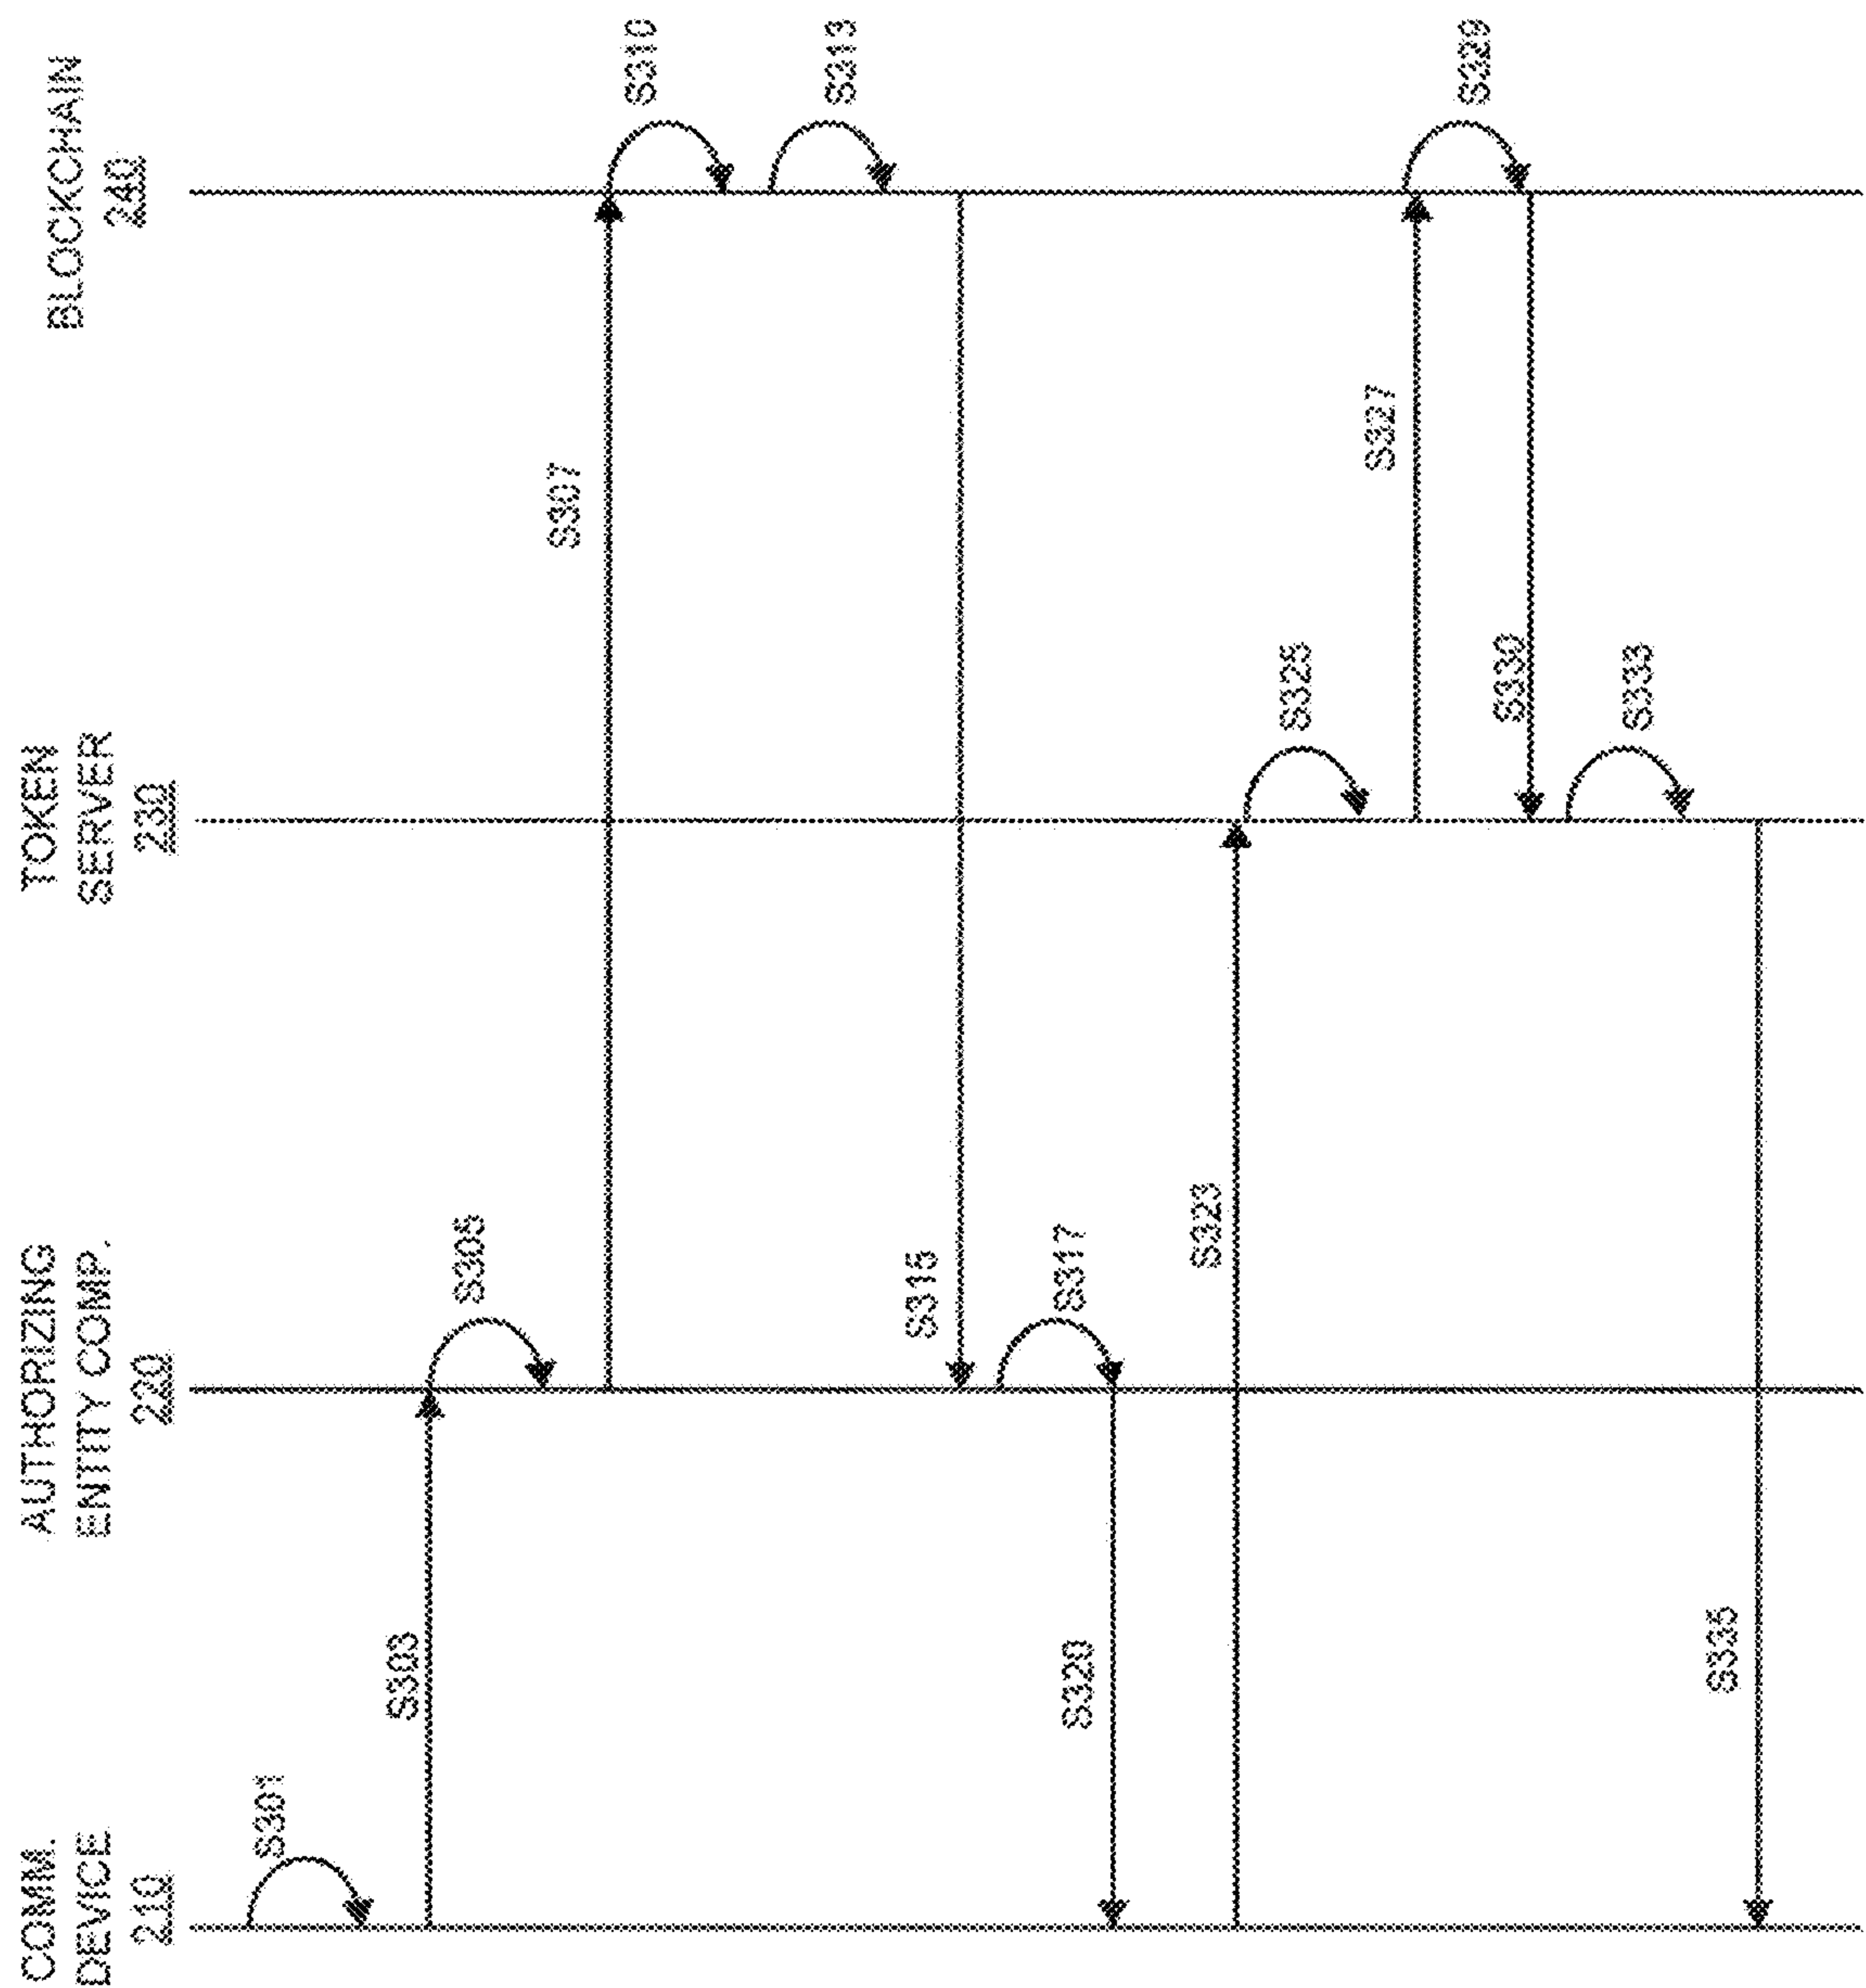 COMM.
DEVICE
210
AUTHORIZING
ENTITY COMP.
220
TOKEN
SERVER
230
BLOCKCHAIN
240
S301
S303
S305
S307
S310
S313
S315
S317
S320
S323
S325
S327
S329
S330
S333
S335